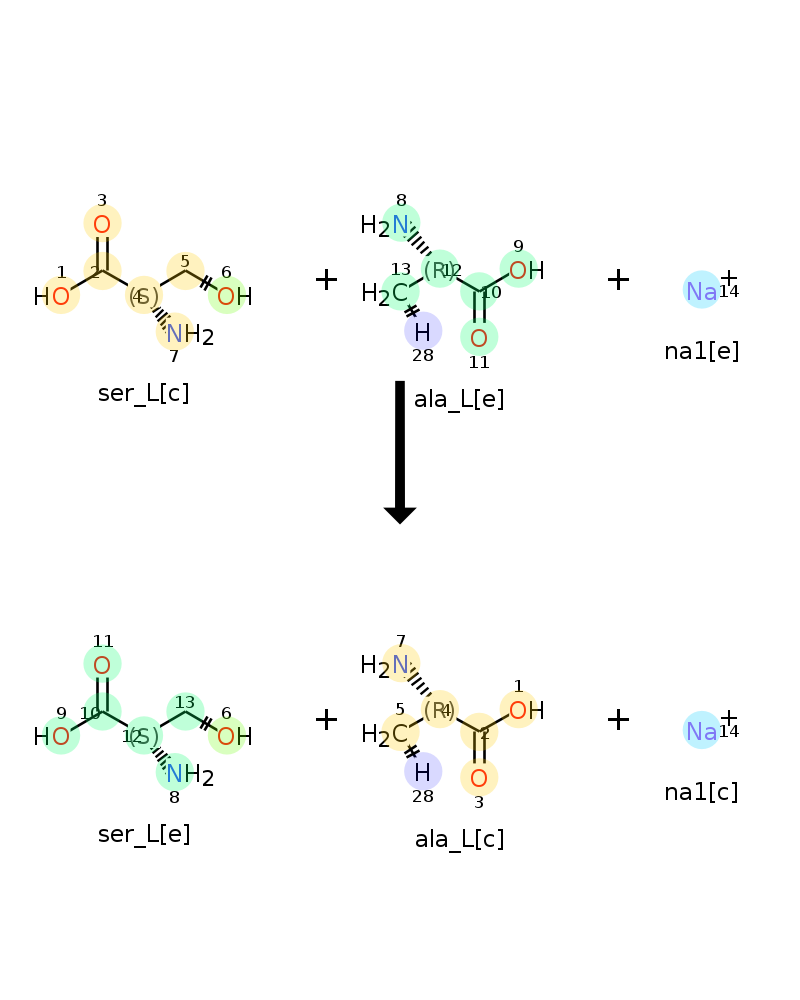 3 8
O H2N
1 2 5 6 13 (R) 12 9
HO (S) 4 OH + H2C 10 OH + Na+ 14
NH2 H O
7 28 11
ser_L[c] ala_L[e] na1[e]
11 7
O H2N
9 10 13 6 5 (R) 4 1
HO 12 (S) OH + H2C 2 OH + Na+ 14
NH2 H O
8 28 3
ser_L[e] ala_L[c] na1[c]